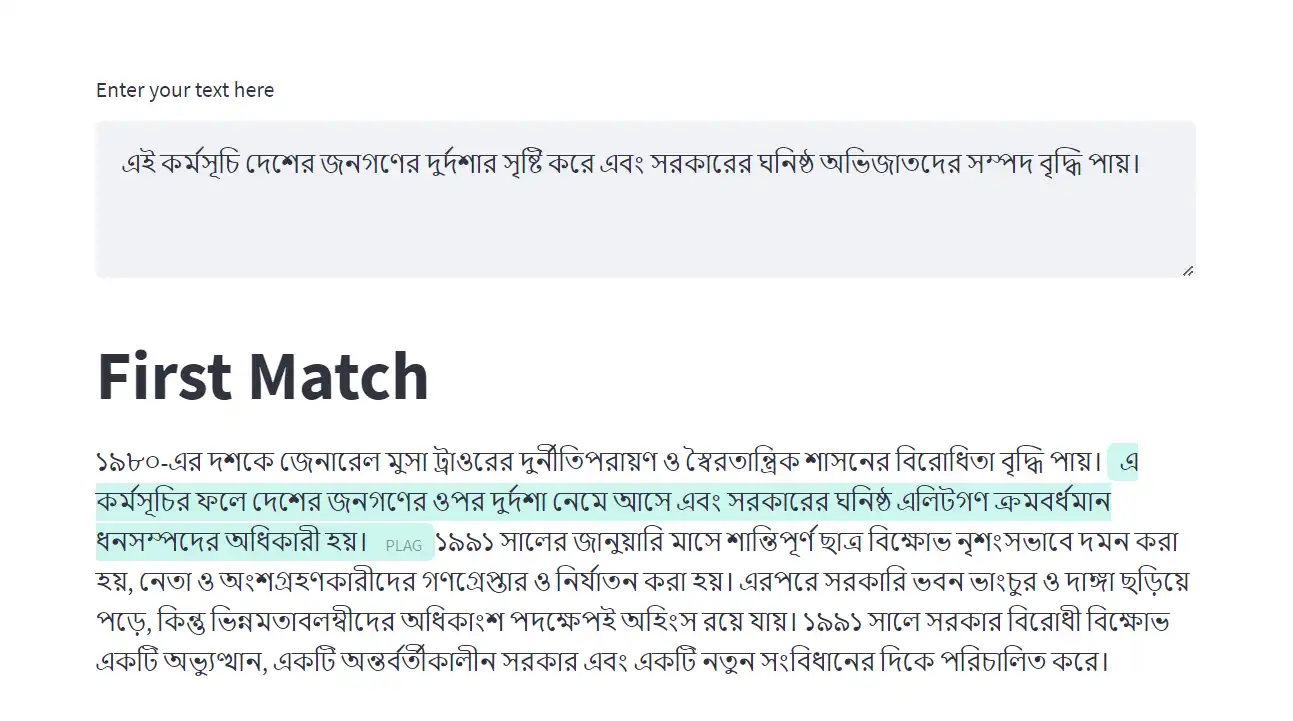 Enter your text here
এই কর্মসূচি দেশের জনগণের দুর্দশার সৃষ্টি করে এবং সরকারের ঘনিষ্ঠ অভিজাতদের সম্পদ বৃদ্ধি পায়।
First Match
১৯৮০-এর দশকে জেনারেল মুসা ট্রাওরের দুর্নীতিপরায়ণ ও স্বৈরতান্ত্রিক শাসনের বিরোধিতা বৃদ্ধি পায়। এ
কর্মসূচির ফলে দেশের জনগণের ওপর দুর্দশা নেমে আসে এবং সরকারের ঘনিষ্ঠ এলিটগণ ক্রমবর্ধমান
ধনসম্পদের অধিকারী হয়। PLAG ১৯৯১ সালের জানুয়ারি মাসে শান্তিপূর্ণ ছাত্র বিক্ষোভ নৃশংসভাবে দমন করা
হয়, নেতা ও অংশগ্রহণকারীদের গণগ্রেপ্তার ও নির্যাতন করা হয়। এরপরে সরকারি ভবন ভাংচুর ও দাঙ্গা ছড়িয়ে
পড়ে, কিন্তু ভিন্নমতাবলম্বীদের অধিকাংশ পদক্ষেপই অহিংস রয়ে যায়। ১৯৯১ সালে সরকার বিরোধী বিক্ষোভ
একটি অভ্যুত্থান, একটি অন্তর্বর্তীকালীন সরকার এবং একটি নতুন সংবিধানের দিকে পরিচালিত করে।